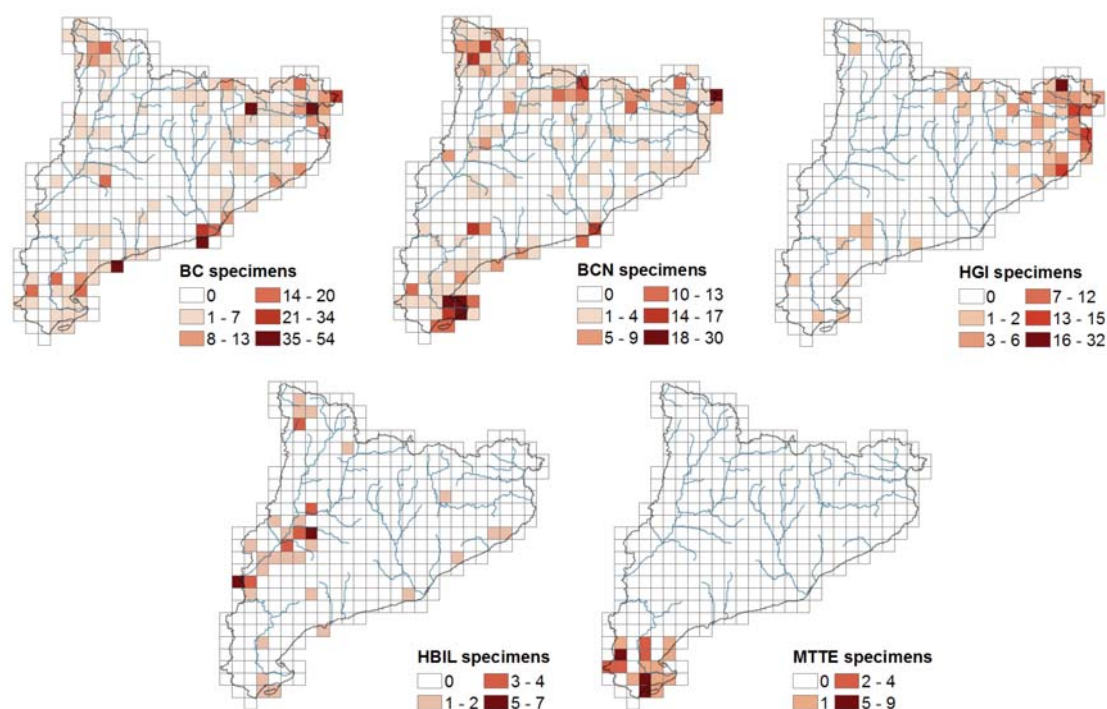 BC specimens
0 14 - 20
1 - 7 21 - 34
8 - 13 35 - 54
BCN specimens
0 10 - 13
1 - 4 14 - 17
5 - 9 18 - 30
HGI specimens
0 7 - 12
1 - 2 13 - 15
3 - 6 16 - 32
HBIL specimens
0 3 - 4
1 - 2 5 - 7
MTTE specimens
0 2 - 4
1 5 - 9